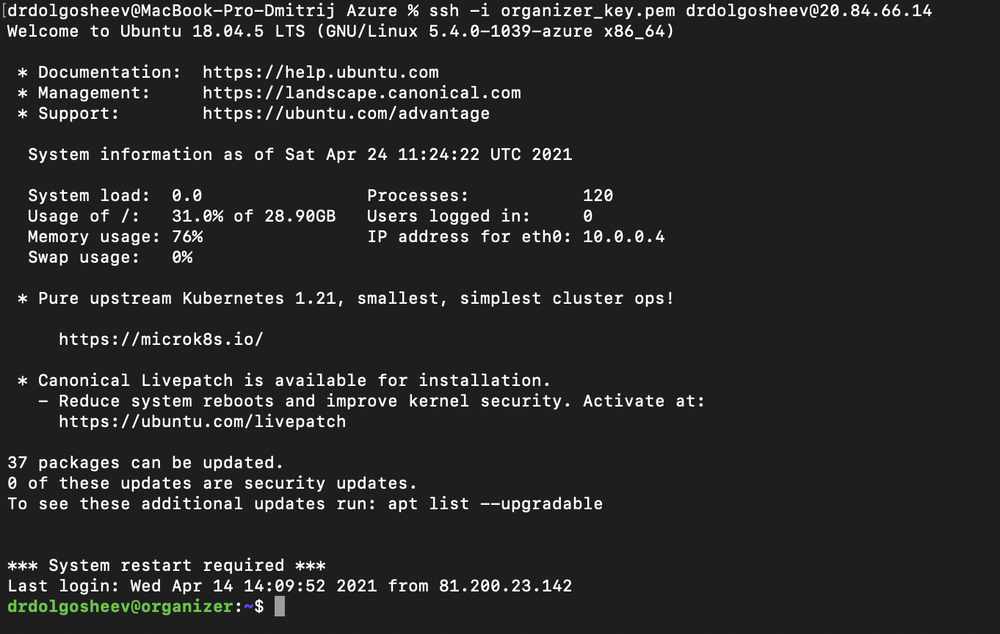 [drdolgosheev@MacBook-Pro-Dmitrij Azure % ssh -i organizer_key.pem drdolgosheev@20.84.66.14
Welcome to Ubuntu 18.04.5 LTS (GNU/Linux 5.4.0-1039-azure x86_64)
* Documentation:  https://help.ubuntu.com
* Management:     https://landscape.canonical.com
* Support:        https://ubuntu.com/advantage
System information as of Sat Apr 24 11:24:22 UTC 2021
System load:  0.0                Processes:           120
Usage of /:   31.0% of 28.90GB   Users logged in:     0
Memory usage: 76%                IP address for eth0: 10.0.0.4
Swap usage:   0%
* Pure upstream Kubernetes 1.21, smallest, simplest cluster ops!
https://microk8s.io/
* Canonical Livepatch is available for installation.
- Reduce system reboots and improve kernel security. Activate at:
https://ubuntu.com/livepatch
37 packages can be updated.
0 of these updates are security updates.
To see these additional updates run: apt list --upgradable
*** System restart required ***
Last login: Wed Apr 14 14:09:52 2021 from 81.200.23.142
drdolgosheev@organizer:~$